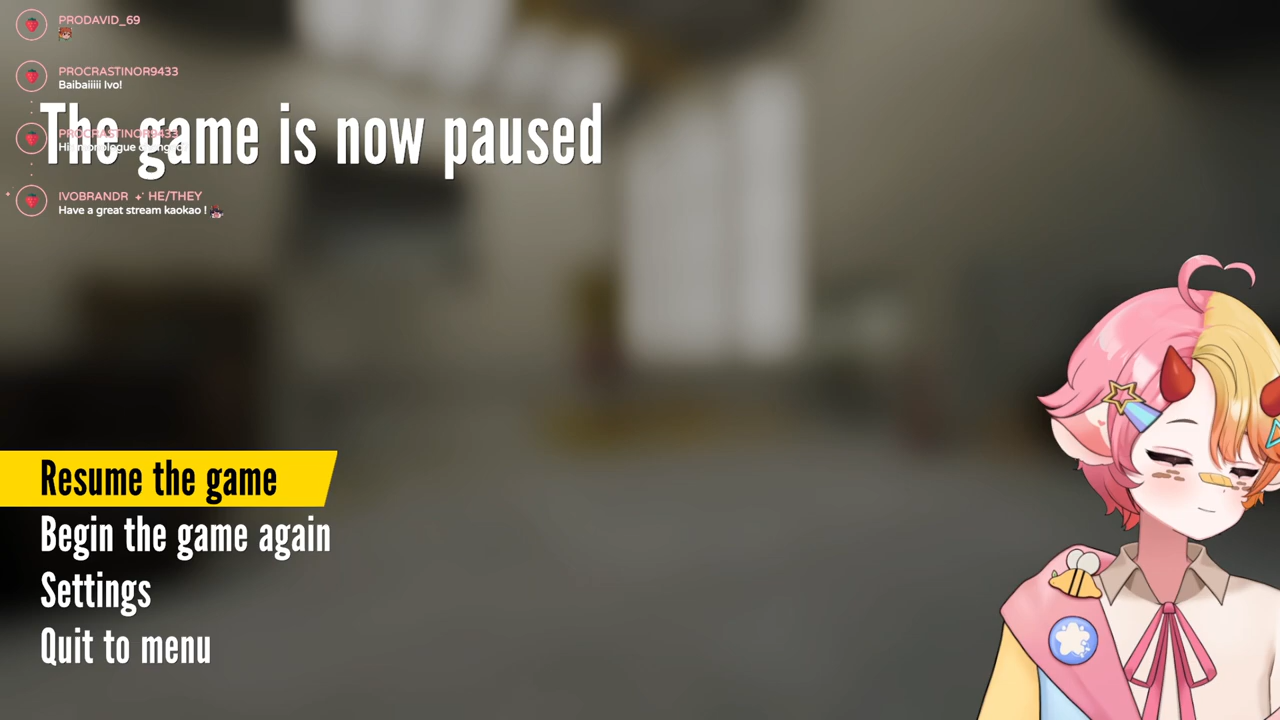 PRODAVID_69
PROCRASTINOR9433
Baibaiiiii Ivo!
The game is now paused
PROCRASTINOR9433
IVOBRANDR ✦ HE/THEY
Have a great stream kaokao !
Resume the game
Begin the game again
Settings
Quit to menu